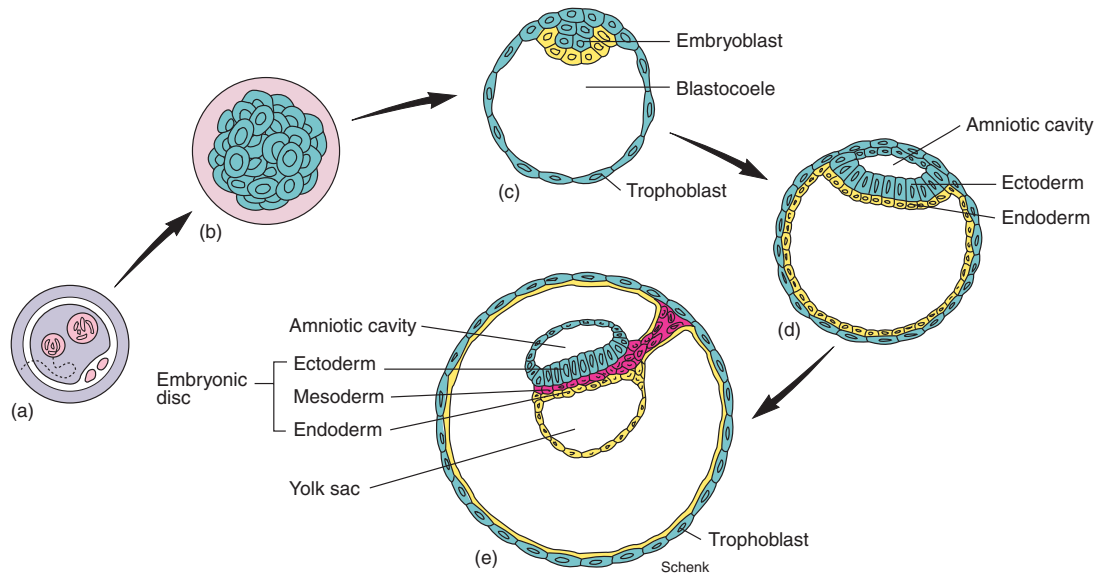 (a)
(b)
(c)
Embryoblast
Blastocoele
Trophoblast
(d)
Amniotic cavity
Ectoderm
Endoderm
(e)
Amniotic cavity
Embryonic
disc
Ectoderm
Mesoderm
Endoderm
Yolk sac
Trophoblast
Schenk